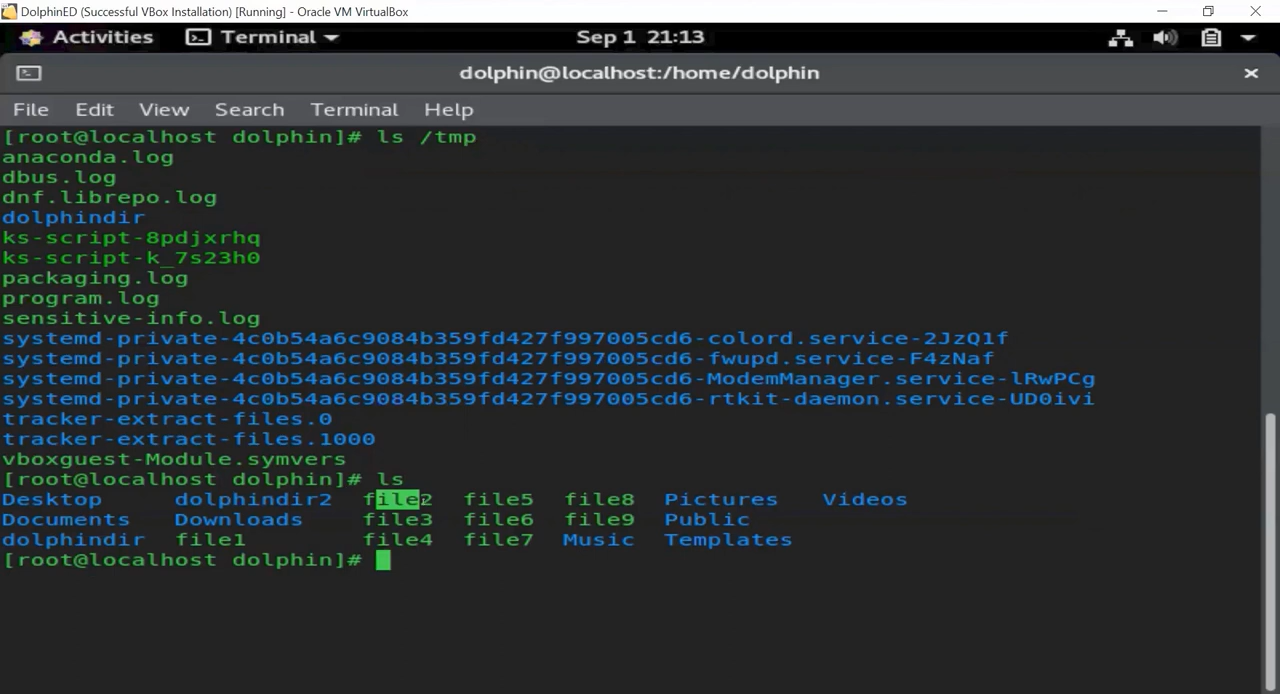 DolphinED (Successful VBox Installation) [Running] - Oracle VM VirtualBox
Activities Terminal Sep 1 21:13
dolphin@localhost:/home/dolphin
File Edit View Search Terminal Help
[root@localhost dolphin]# ls /tmp
anaconda.log
dbus.log
dnf.librepo.log
dolphindir
ks-script-8pdjxrhq
ks-script-k_7s23h0
packaging.log
program.log
sensitive-info.log
systemd-private-4c0b54a6c9084b359fd427f997005cd6-colord.service-2JzQ1f
systemd-private-4c0b54a6c9084b359fd427f997005cd6-fwupd.service-F4zNaf
systemd-private-4c0b54a6c9084b359fd427f997005cd6-ModemManager.service-lRwPCg
systemd-private-4c0b54a6c9084b359fd427f997005cd6-rtkit-daemon.service-UD0ivi
tracker-extract-files.0
tracker-extract-files.1000
vboxguest-Module.symvers
[root@localhost dolphin]# ls
Desktop dolphindir2 file2 file5 file8 Pictures Videos
Documents Downloads file3 file6 file9 Public
dolphindir file1 file4 file7 Music Templates
[root@localhost dolphin]#